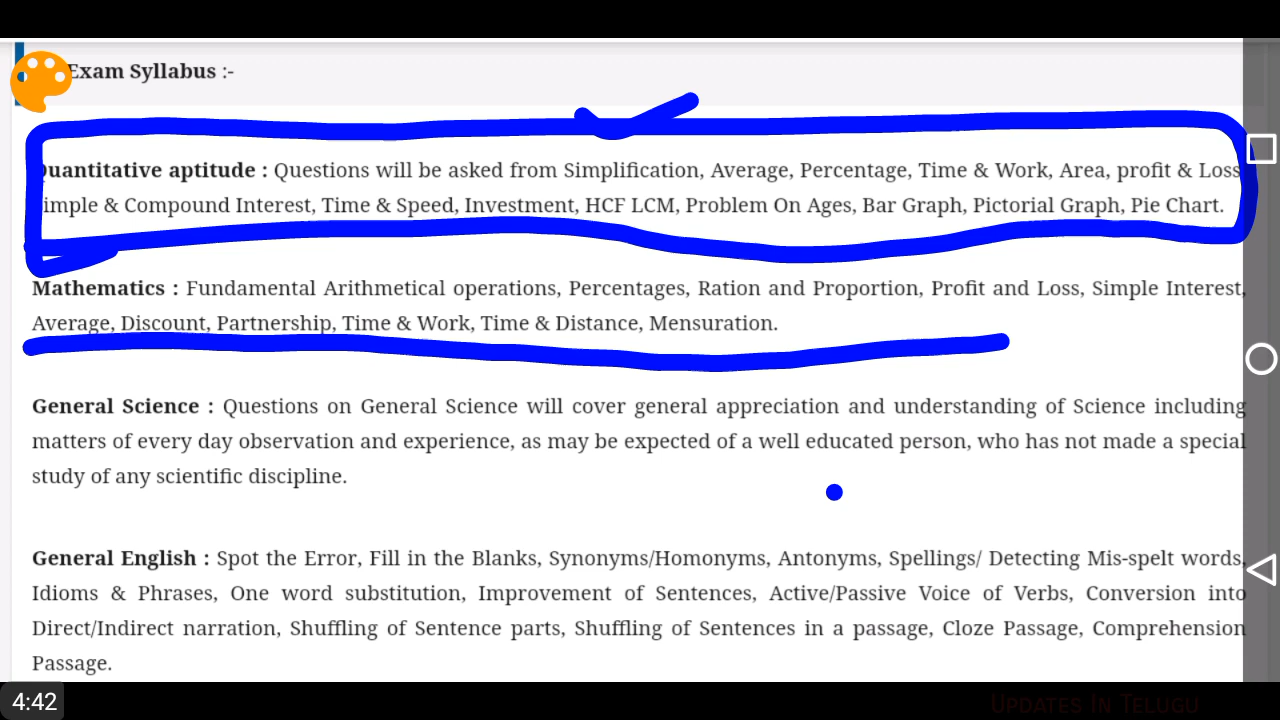 Exam Syllabus :-
Quantitative aptitude : Questions will be asked from Simplification, Average, Percentage, Time & Work, Area, profit & Loss
Simple & Compound Interest, Time & Speed, Investment, HCF LCM, Problem On Ages, Bar Graph, Pictorial Graph, Pie Chart.
Mathematics : Fundamental Arithmetical operations, Percentages, Ration and Proportion, Profit and Loss, Simple Interest,
Average, Discount, Partnership, Time & Work, Time & Distance, Mensuration.
General Science : Questions on General Science will cover general appreciation and understanding of Science including
matters of every day observation and experience, as may be expected of a well educated person, who has not made a special
study of any scientific discipline.
General English : Spot the Error, Fill in the Blanks, Synonyms/Homonyms, Antonyms, Spellings/ Detecting Mis-spelt words,
Idioms & Phrases, One word substitution, Improvement of Sentences, Active/Passive Voice of Verbs, Conversion into
Direct/Indirect narration, Shuffling of Sentence parts, Shuffling of Sentences in a passage, Cloze Passage, Comprehension
Passage.
4:42
Updates In Telugu